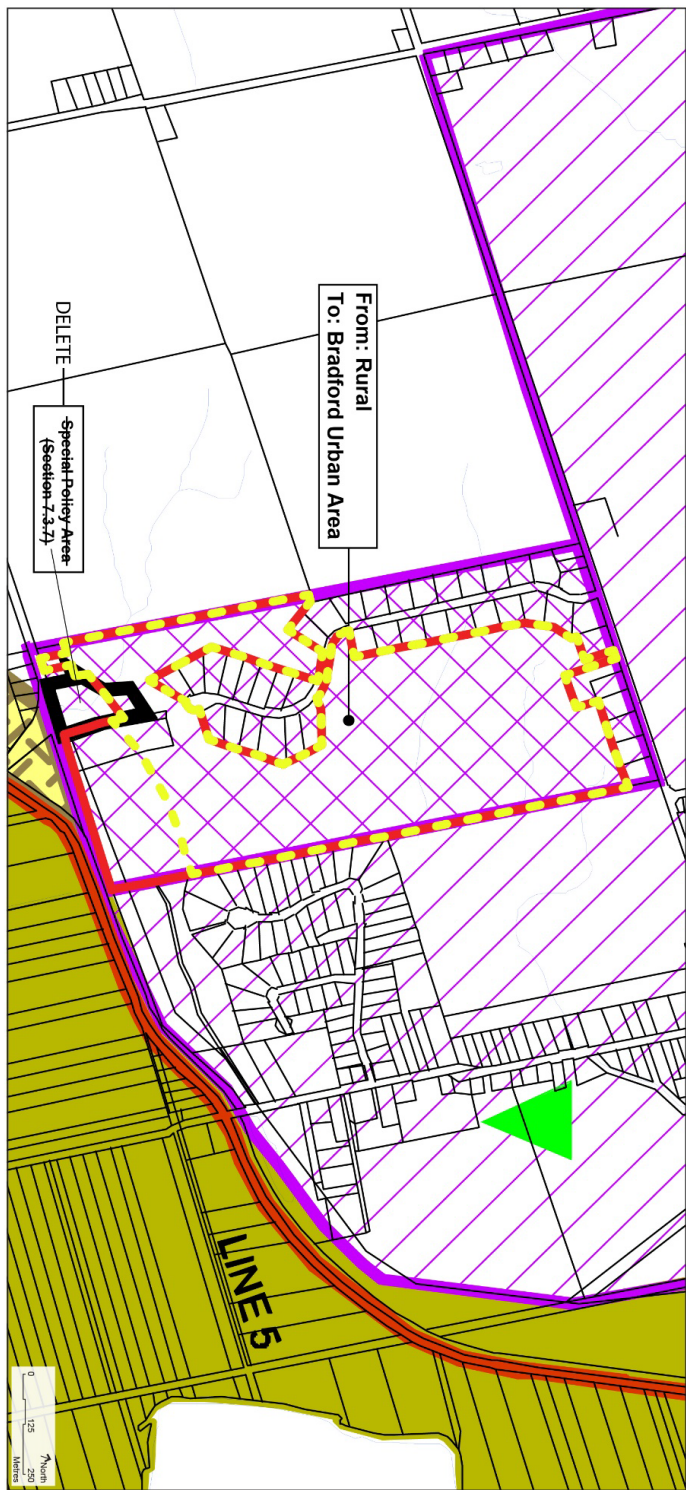 From: Rural
To: Bradford Urban Area
DELETE
Special Policy Area
(Section 7.3.7)
LINE 5
North
0 125 250
Metres